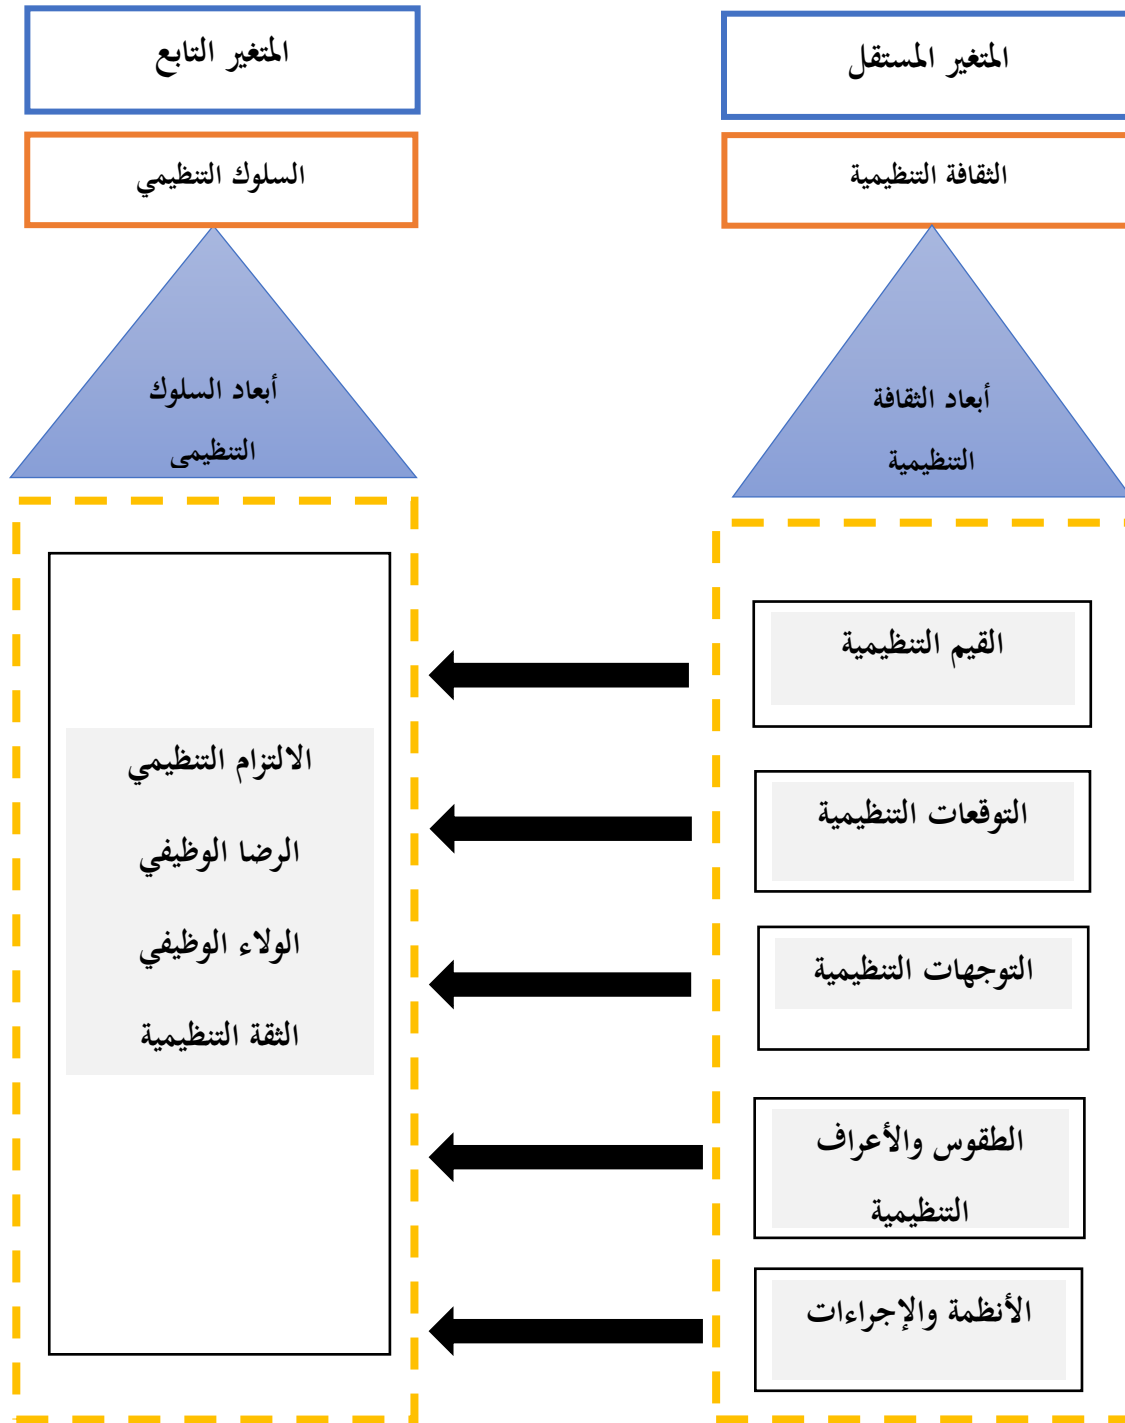 المتغير المستقل
المتغير التابع
الثقافة التنظيمية
السلوك التنظيمي
أبعاد الثقافة
التنظيمية
أبعاد السلوك
التنظيمي
القيم التنظيمية
التوقعات التنظيمية
التوجهات التنظيمية
الطقوس والأعراف
التنظيمية
الأنظمة والإجراءات
الالتزام التنظيمي
الرضا الوظيفي
الولاء الوظيفي
الثقة التنظيمية